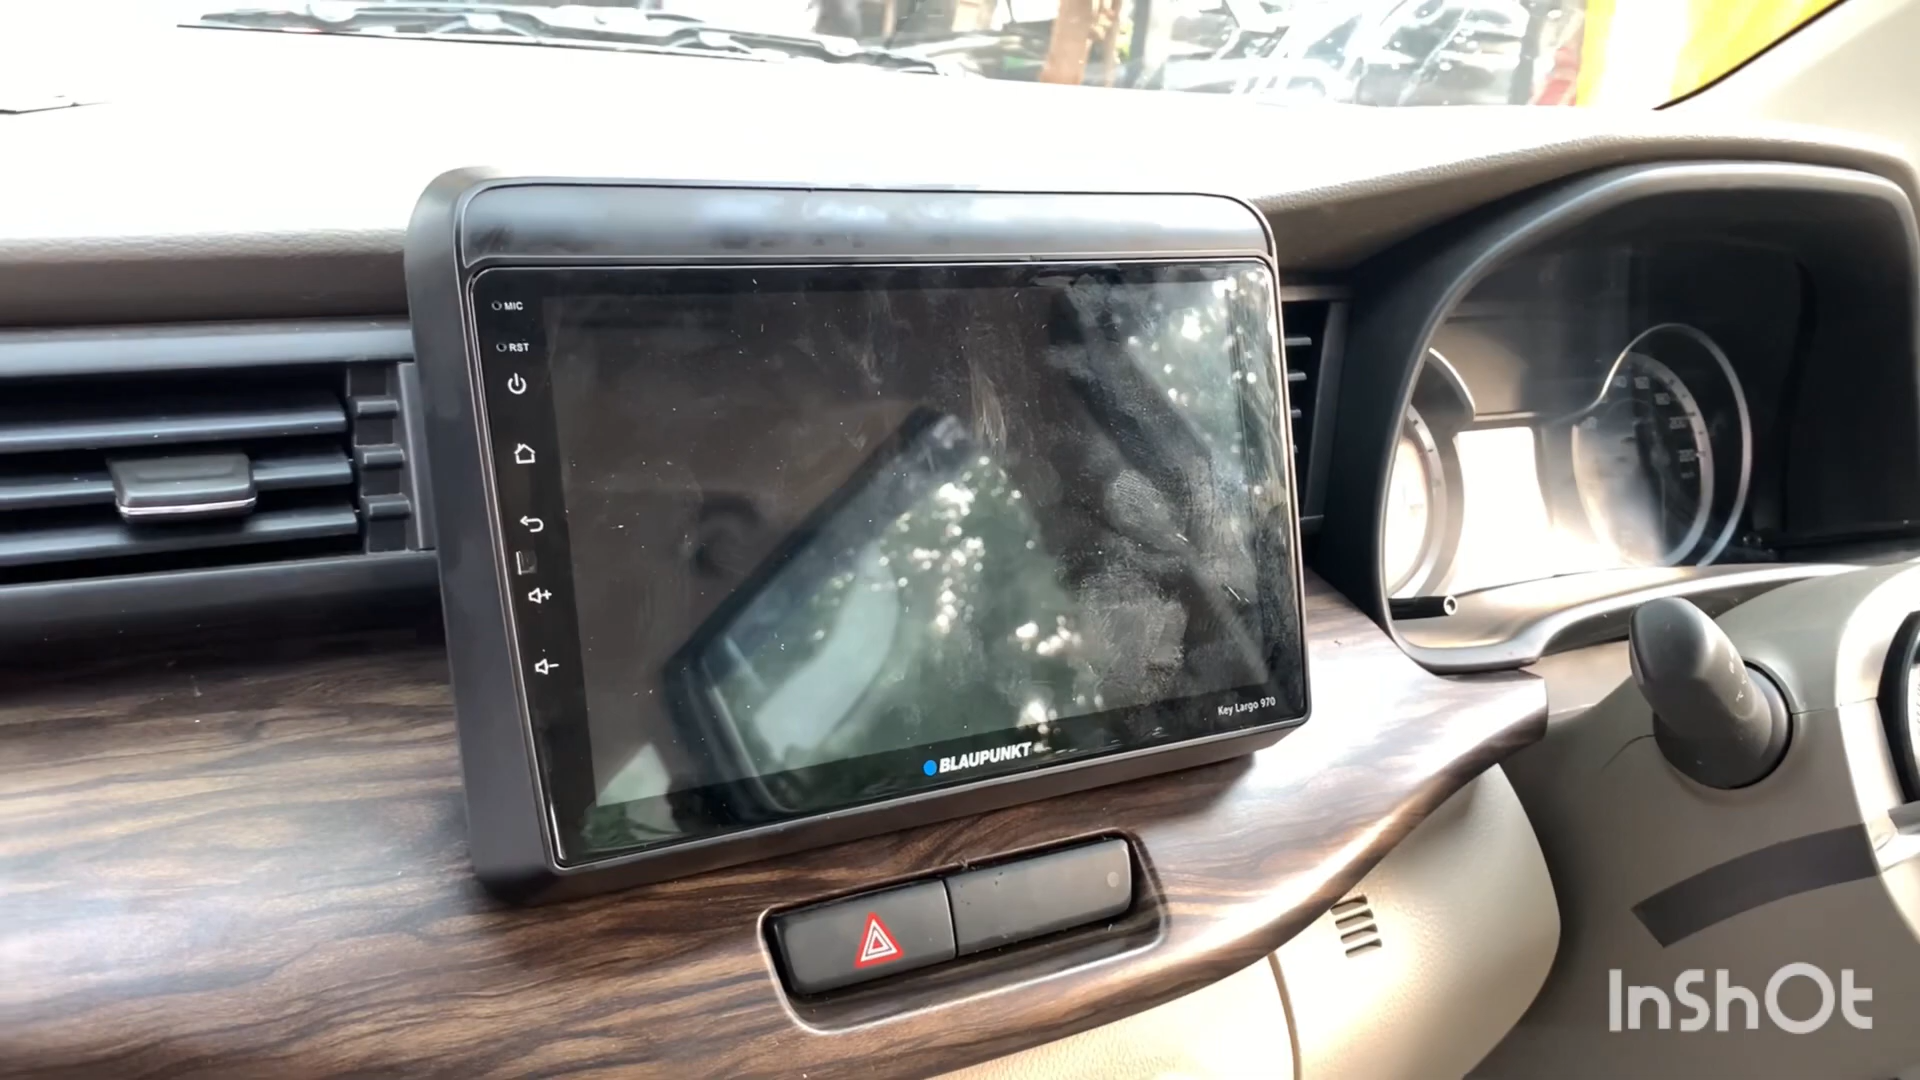 MIC
RST
Key Largo 970
BLAUPUNKT
InShOt